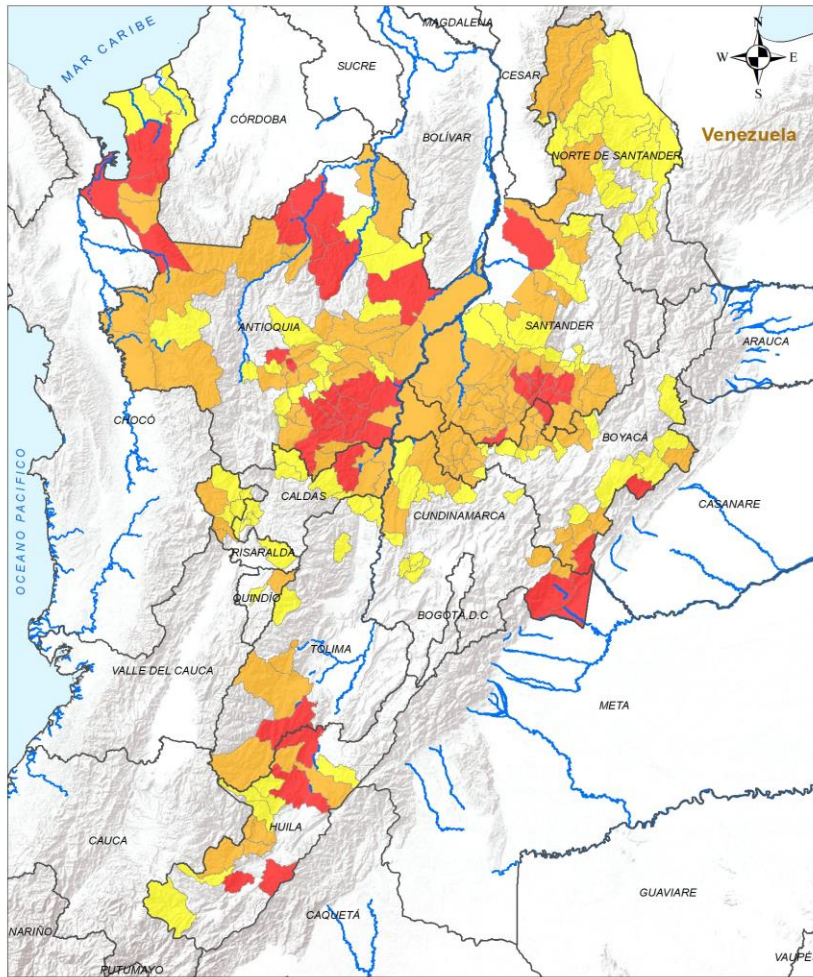 MAGDALENA
MAR CARIBE
N
W E
S
SUCRE
CESAR
CÓRDOBA
BOLÍVAR
Venezuela
NORTE DE SANTANDER
ANTIOQUIA
SANTANDER
ARAUCA
CHOCÓ
BOYACÁ
OCEANO PACIFICO
CALDAS
CASANARE
CUNDINAMARCA
RISARALDA
QUINDÍO
BOGOTÁ, D.C
TOLIMA
VALLE DEL CAUCA
META
HUILA
CAUCA
GUAVIARE
CAQUETÁ
NARIÑO
VAUPÉ
PUTUMAYO